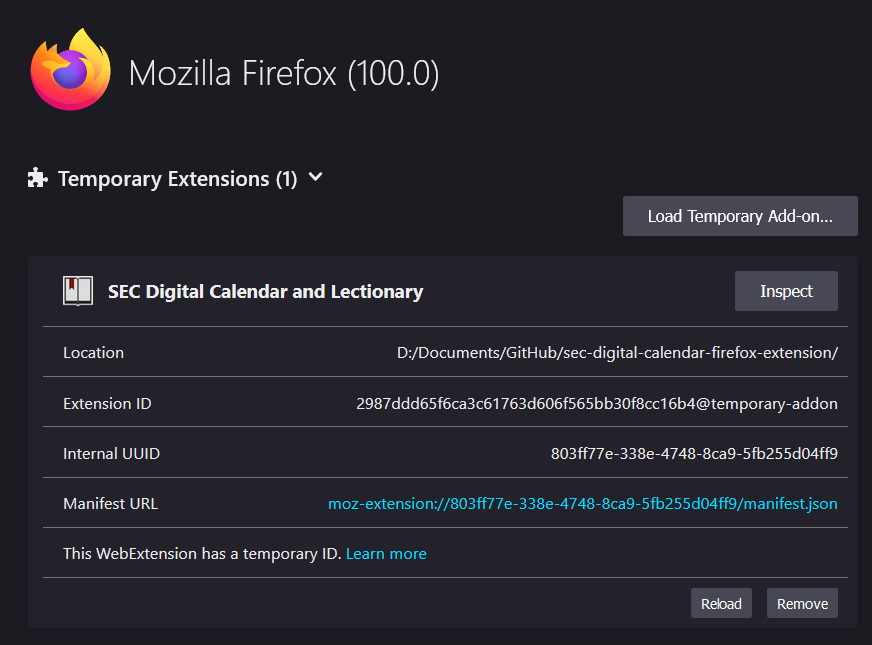 Mozilla Firefox (100.0)
Temporary Extensions (1)
Load Temporary Add-on...
SEC Digital Calendar and Lectionary
Inspect
Location D:/Documents/GitHub/sec-digital-calendar-firefox-extension/
Extension ID 2987ddd65f6ca3c61763d606f565bb30f8cc16b4@temporary-addon
Internal UUID 803ff77e-338e-4748-8ca9-5fb255d04ff9
Manifest URL moz-extension://803ff77e-338e-4748-8ca9-5fb255d04ff9/manifest.json
This WebExtension has a temporary ID. Learn more
Reload Remove